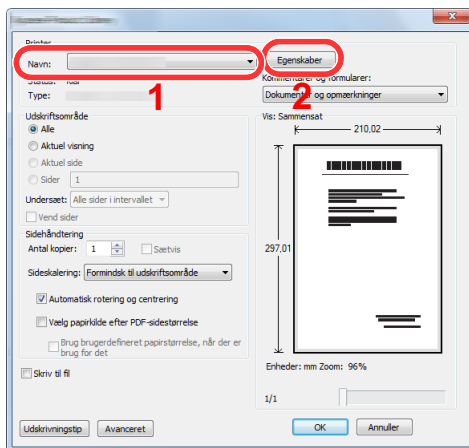 Printer
Navn:
Egenskaber
1
2
Status: Klar
Kommentarer og formularer:
Type:
Dokumenter og opmærkninger
Udskriftsområde
Alle
Aktuel visning
Aktuel side
Sider 1
Undersæt: Alle sider i intervallet
Vend sider
Sidehåndtering
Antal kopier: 1 Sætvis
Sideskalering: Formindsk til udskriftsområde
Automatisk rotering og centrering
Vælg papirkilde efter PDF-sidestørrelse
Brug brugerdefineret papirstørrelse, når der er
brug for det
Skriv til fil
Vis: Sammensat
210,02
297,01
Enheder: mm Zoom: 96%
1/1
Udskrivningstip
Avanceret
OK
Annuller